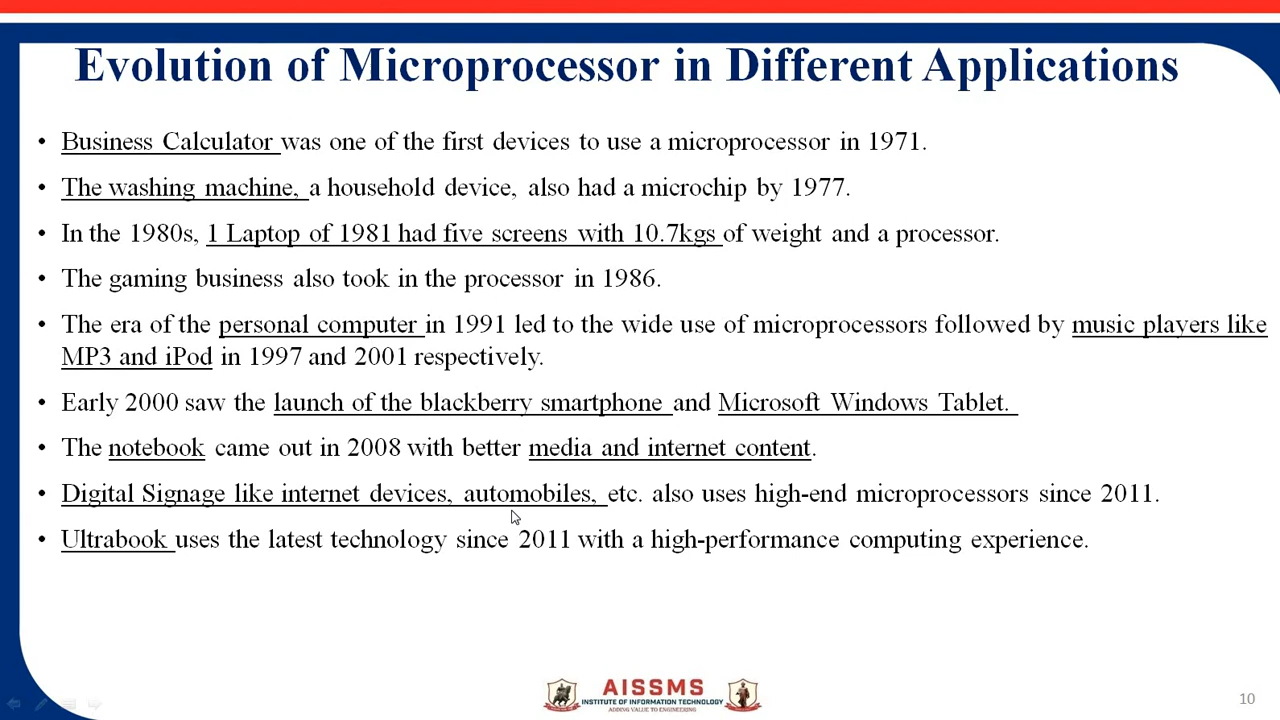 Evolution of Microprocessor in Different Applications
• Business Calculator was one of the first devices to use a microprocessor in 1971.
• The washing machine, a household device, also had a microchip by 1977.
• In the 1980s, 1 Laptop of 1981 had five screens with 10.7kgs of weight and a processor.
• The gaming business also took in the processor in 1986.
• The era of the personal computer in 1991 led to the wide use of microprocessors followed by music players like
MP3 and iPod in 1997 and 2001 respectively.
• Early 2000 saw the launch of the blackberry smartphone and Microsoft Windows Tablet.
• The notebook came out in 2008 with better media and internet content.
• Digital Signage like internet devices, automobiles, etc. also uses high-end microprocessors since 2011.
• Ultrabook uses the latest technology since 2011 with a high-performance computing experience.
AISSMS
INSTITUTE OF INFORMATION TECHNOLOGY
ADDING VALUE TO ENGINEERING
10